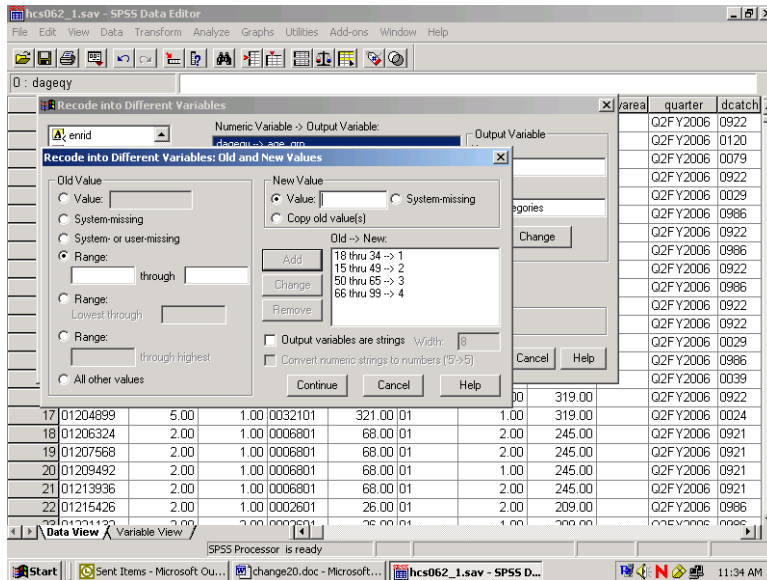 hcs062_1.sav - SPSS Data Editor
File Edit View Data Transform Analyze Graphs Utilities Add-ons Window Help
0 : dageqy
Recode into Different Variables
varea quarter dcatch
enrid
Numeric Variable -> Output Variable:
Output Variable
Q2FY2006 0922
Q2FY2006 0120
Recode into Different Variables: Old and New Values
Q2FY2006 0079
Old Value
New Value
Q2FY2006 0922
Value:
Value:
System-missing
Q2FY2006 0029
System-missing
Copy old value(s)
egories
Q2FY2006 0986
System- or user-missing
Old --> New:
Change
Q2FY2006 0922
Range:
Add
18 thru 34 --> 1
Q2FY2006 0986
through
15 thru 49 --> 2
Q2FY2006 0922
Change
50 thru 65 --> 3
Q2FY2006 0986
Range:
66 thru 99 --> 4
Lowest through
Remove
Q2FY2006 0922
Range:
Q2FY2006 0922
Output variables are strings Width: 8
Q2FY2006 0029
through highest
Convert numeric strings to numbers ('5'->5)
Cancel Help
Q2FY2006 0986
All other values
Continue Cancel Help
Q2FY2006 0039
00 319.00 Q2FY2006 0922
17 01204899 5.00 1.00 0032101 321.00 01 1.00 319.00 Q2FY2006 0024
18 01206324 2.00 1.00 0006801 68.00 01 2.00 245.00 Q2FY2006 0921
19 01207568 2.00 1.00 0006801 68.00 01 2.00 245.00 Q2FY2006 0921
20 01209492 2.00 1.00 0006801 68.00 01 1.00 245.00 Q2FY2006 0921
21 01213936 2.00 1.00 0006801 68.00 01 2.00 245.00 Q2FY2006 0921
22 01215426 2.00 1.00 0002601 26.00 01 2.00 209.00 Q2FY2006 0986
Data View Variable View
SPSS Processor is ready
Start Sent Items - Microsoft Ou... change20.doc - Microsoft... hcs062_1.sav - SPSS D... 11:34 AM